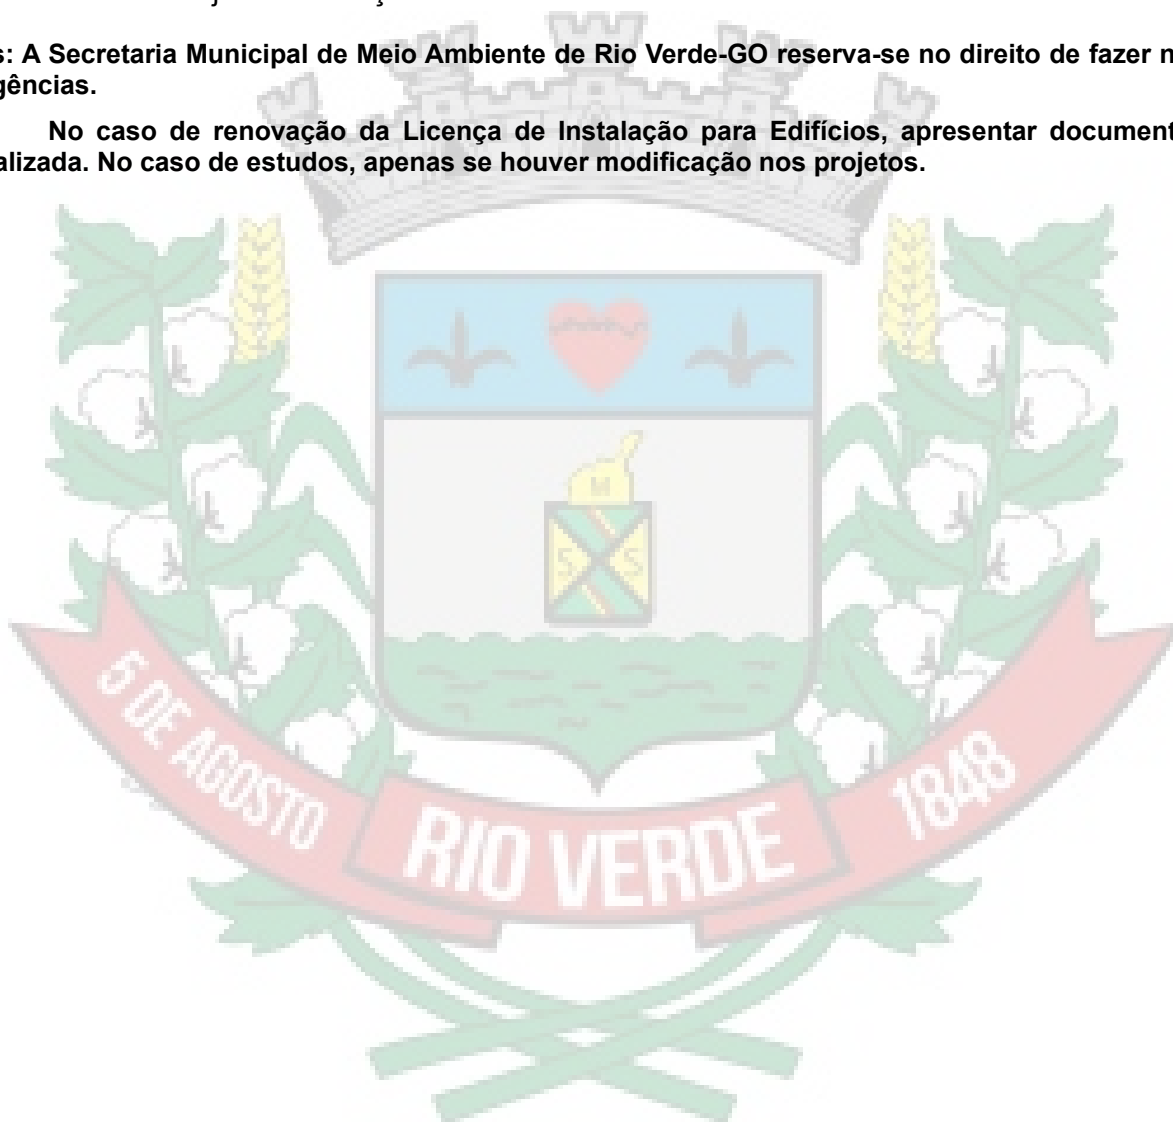 s: A Secretaria Municipal de Meio Ambiente de Rio Verde-GO reserva-se no direito de fazer n
gências.
No caso de renovação da Licença de Instalação para Edifícios, apresentar document
alizada. No caso de estudos, apenas se houver modificação nos projetos.
M
S S
5 DE AGOSTO
RIO VERDE
1848